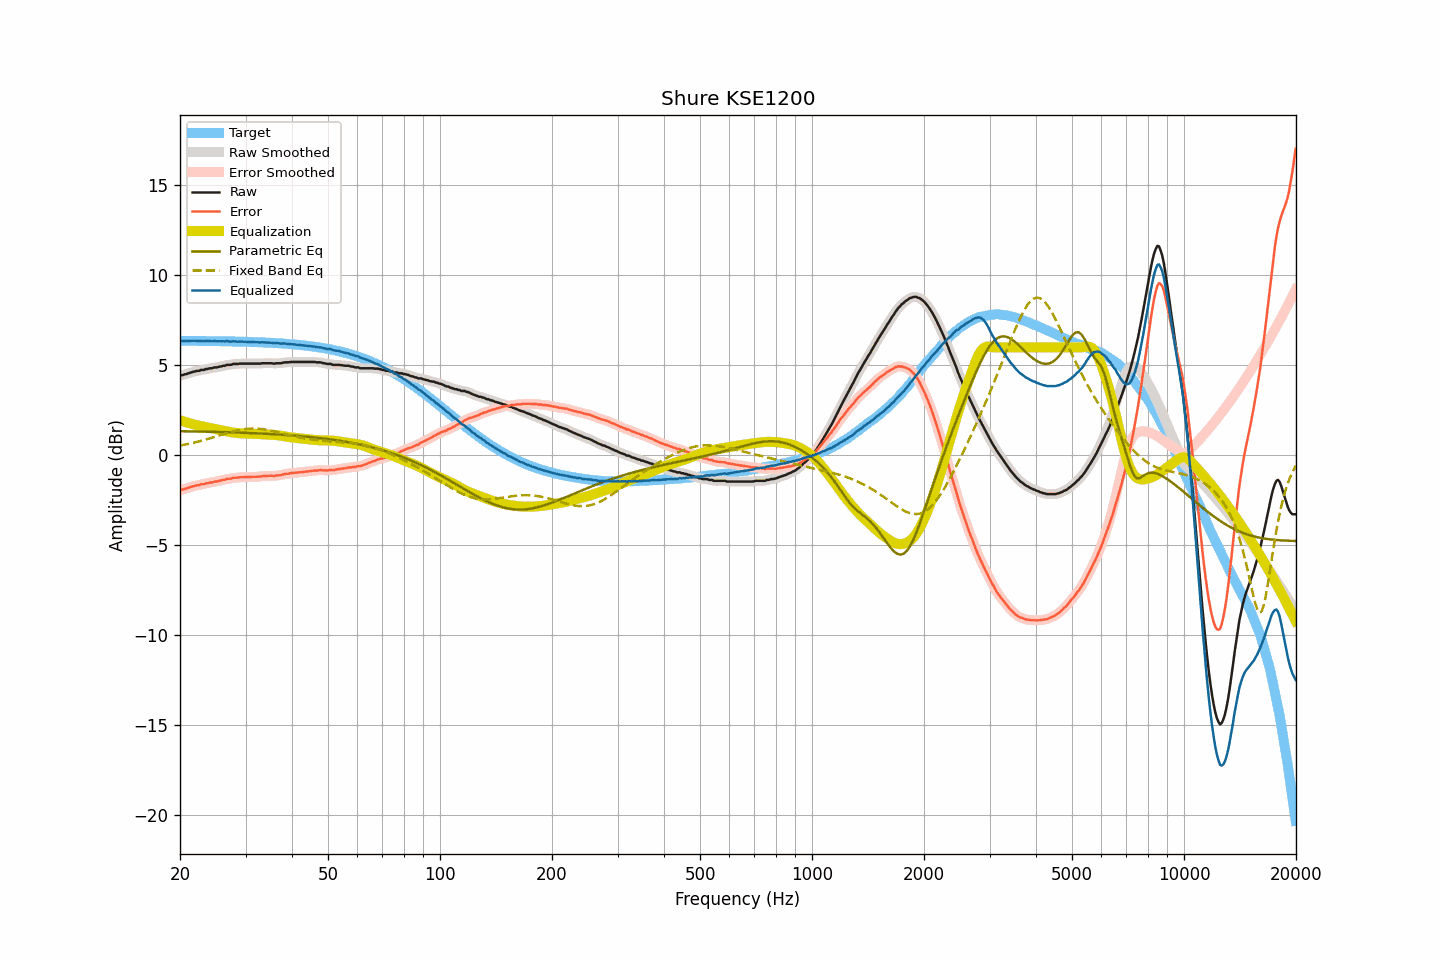 Shure KSE1200
Target
Raw Smoothed
Error Smoothed
Raw
Error
Equalization
Parametric Eq
Fixed Band Eq
Equalized
Amplitude (dBr)
15
10
5
0
−5
−10
−15
−20
20 50 100 200 500 1000 2000 5000 10000 20000
Frequency (Hz)